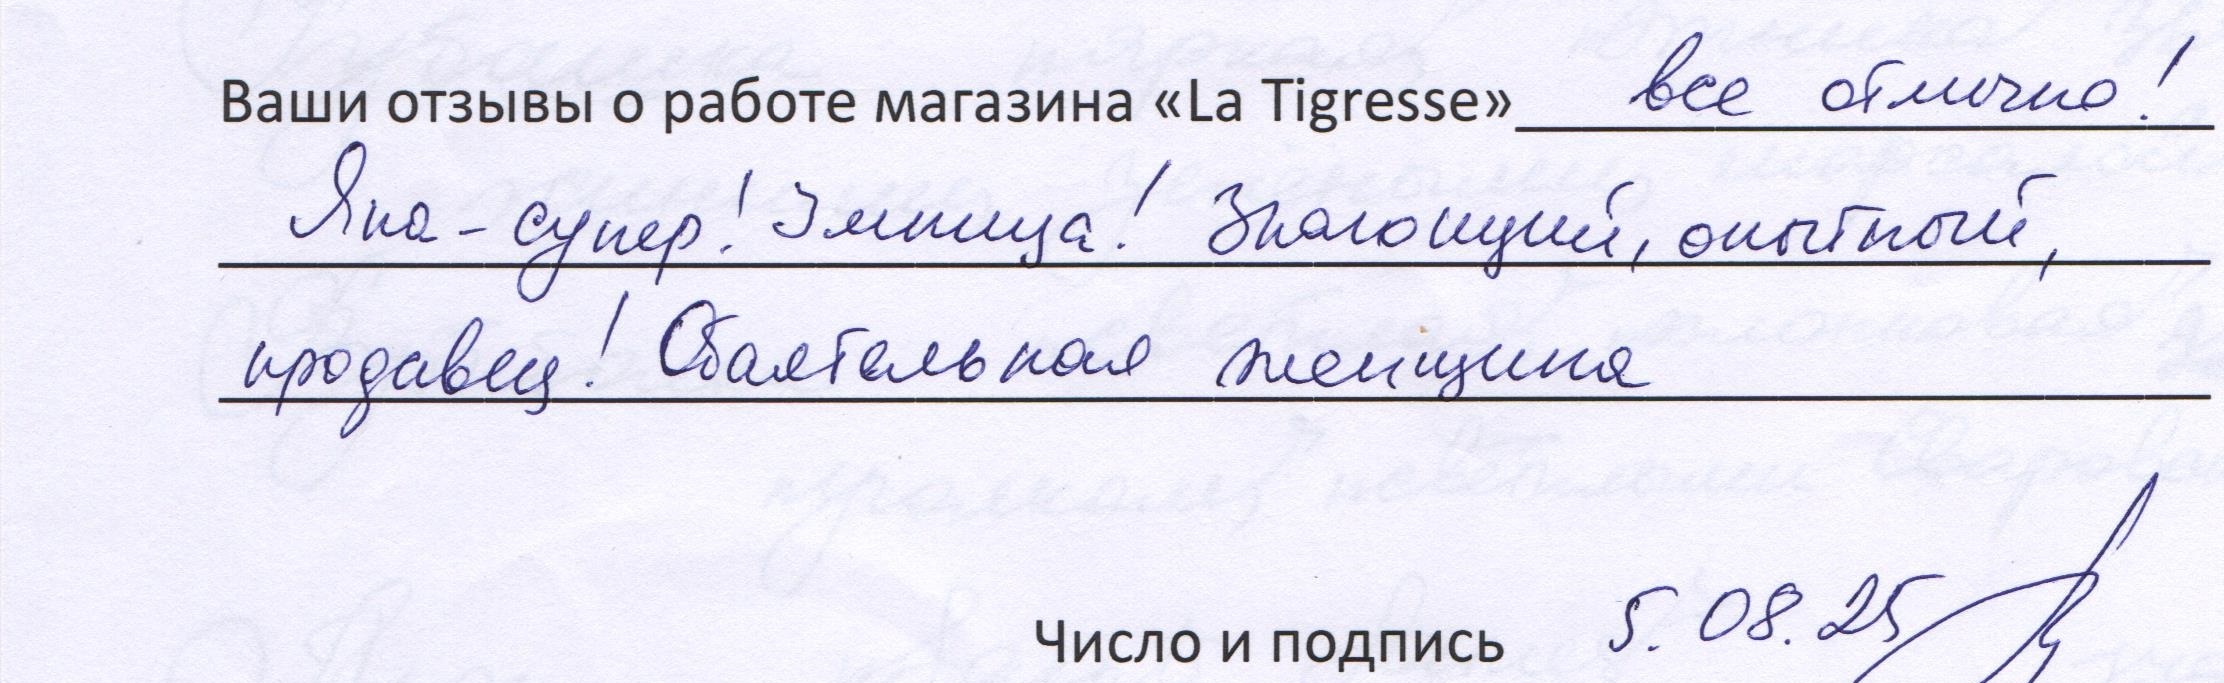 Ваши отзывы о работе магазина «La Tigresse» все отлично!
Яна - супер! Умница! Знающий, опытный,
продавец! Обаятельная женщина
Число и подпись 5.08.25